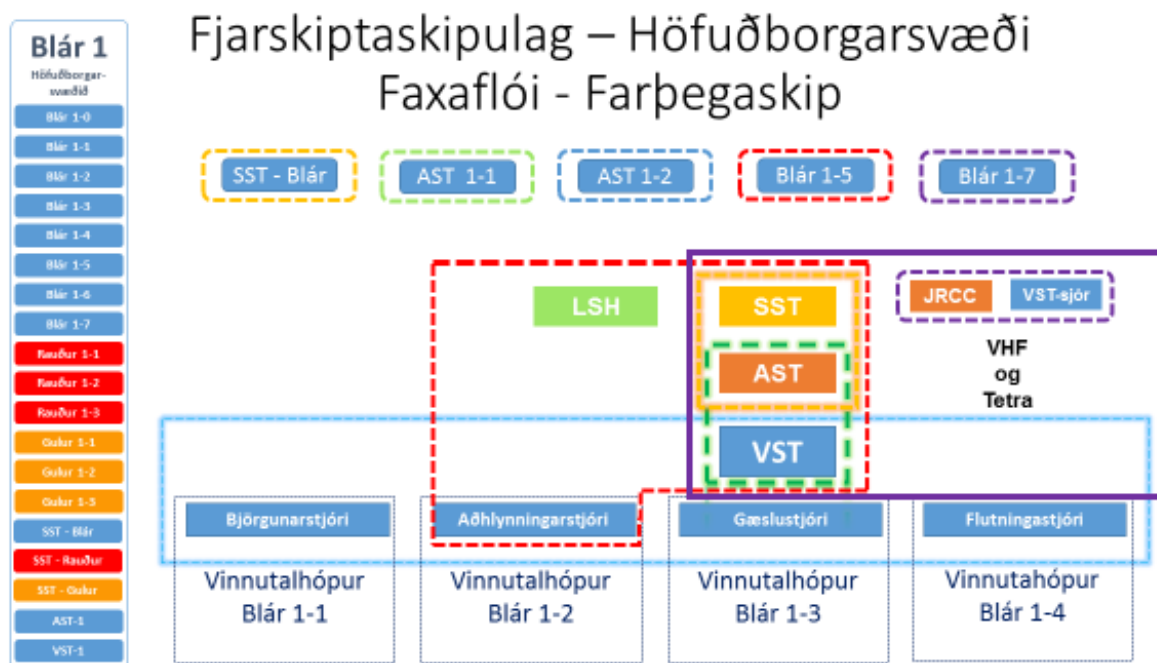 Blár 1
Höfuðborgar-
svæðið
Blár 1-0
Blár 1-1
Blár 1-2
Blár 1-3
Blár 1-4
Blár 1-5
Blár 1-6
Blár 1-7
Rauður 1-1
Rauður 1-2
Rauður 1-3
Gulur 1-1
Gulur 1-2
Gulur 1-3
SST - Blár
SST - Rauður
SST - Gulur
AST-1
VST-1
Fjarskiptaskipulag – Höfuðborgarsvæði
Faxaflói - Farþegaskip
SST - Blár
AST 1-1
AST 1-2
Blár 1-5
Blár 1-7
LSH
SST
JRCC
VST-sjór
AST
VHF
og
Tetra
VST
Björgunarstjóri
Aðhlynningarstjóri
Gæslustjóri
Flutningastjóri
Vinnutalhópur
Blár 1-1
Vinnutalhópur
Blár 1-2
Vinnutalhópur
Blár 1-3
Vinnutahópur
Blár 1-4